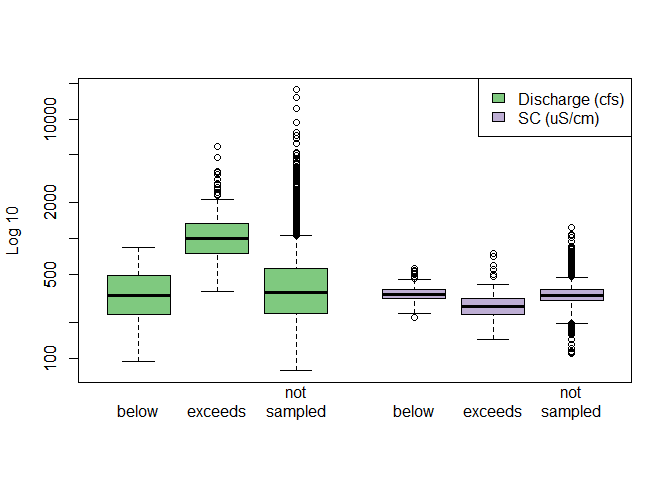 Discharge (cfs)
SC (uS/cm)
Log 10
10000
2000
500
100
below
exceeds
not
sampled
below
exceeds
not
sampled